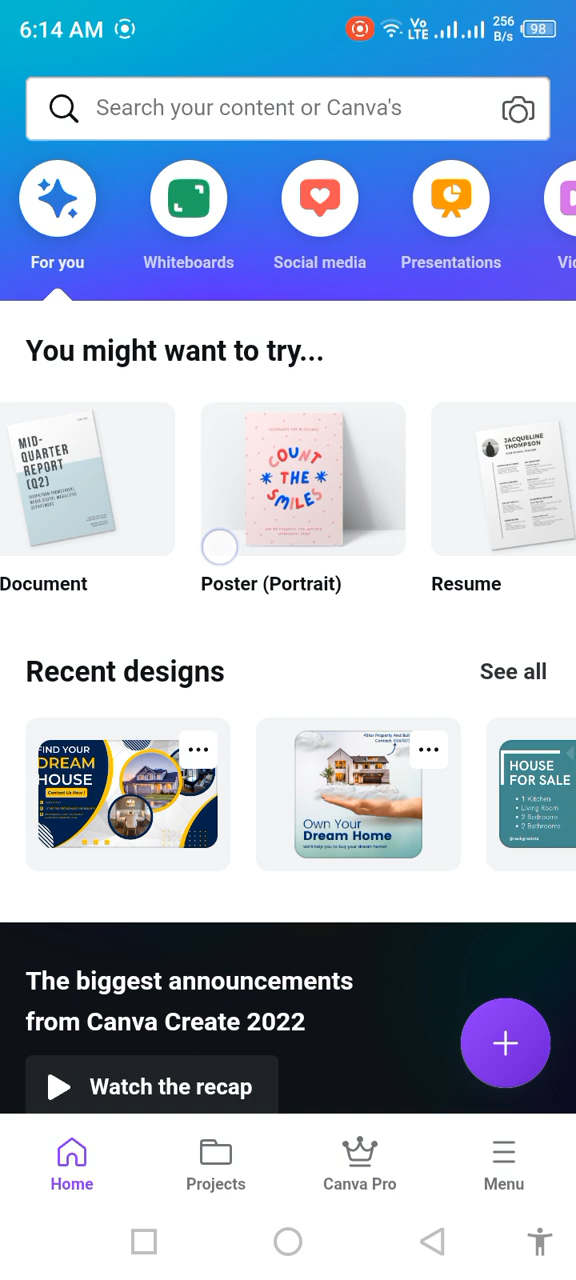 6:14 AM
Vo
LTE
256
B/s
98
Search your content or Canva's
For you
Whiteboards
Social media
Presentations
You might want to try...
MID-
QUARTER
REPORT
(Q2)
COUNT
THE
SMILES
JACQUELINE
THOMPSON
Document
Poster (Portrait)
Resume
Recent designs
See all
FIND YOUR
DREAM
HOUSE
Contact Us Now !
Own Your
Dream Home
We'll help you to buy your dream home!
HOUSE
FOR SALE
• 1 Kitchen
• Living Room
• 2 Bedrooms
• 2 Bathrooms
The biggest announcements
from Canva Create 2022
Watch the recap
Home
Projects
Canva Pro
Menu